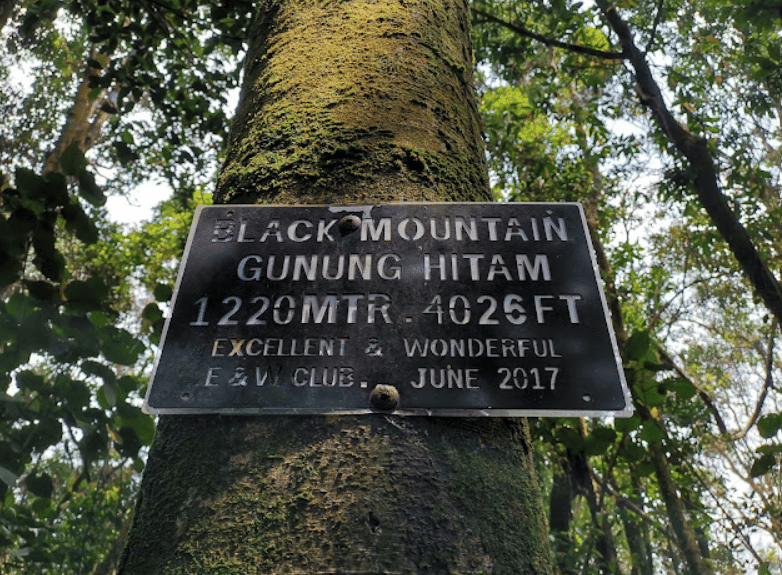 BLACK MOUNTAIN
GUNUNG HITAM
1220MTR . 4026FT
EXCELLENT & WONDERFUL
E & W CLUB. JUNE 2017